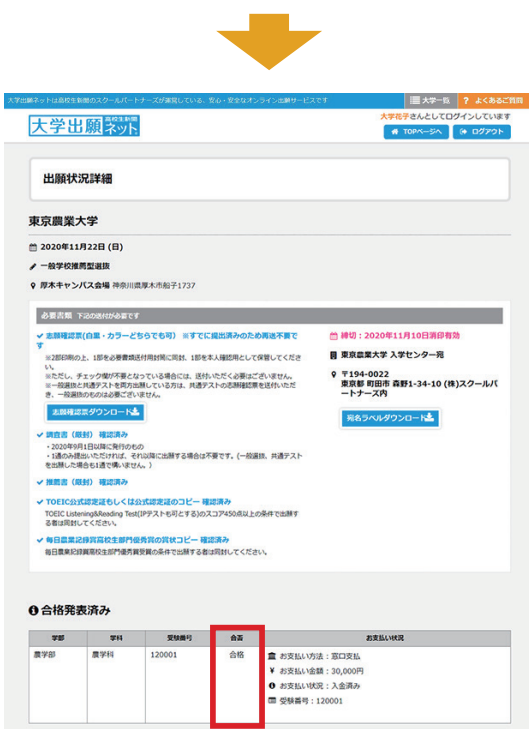 大学出願ネットは高校生新聞のスクールパートナーズが運営している、安心・安全なオンライン出願サービスです
大学一覧
? よくあるご質問
大学出願ネット 高校生新聞
大学花子さんとしてログインしています
TOPページへ
ログアウト
出願状況詳細
東京農業大学
2020年11月22日 (日)
一般学校推薦型選抜
厚木キャンパス会場 神奈川県厚木市船子1737
必要書類 下記の送付が必要です
志願確認票(白黒・カラーどちらでも可) ※すでに提出済みのため再送不要で
す
※2部印刷の上、1部を必要書類送付用封筒に同封、1部を本人確認用として保管してくださ
い。
※ただし、チェック欄が不要となっている場合には、送付いただく必要はございません。
※一般選抜と共通テストを両方出願している方は、共通テストの志願確認票を送付いただ
き、一般選抜のものは必要ございません。
志願確認票ダウンロード
調査書（厳封） 確認済み
・2020年9月1日以降に発行のもの
・1通のみ提出いただければ、それ以降に出願する場合は不要です。(一般選抜、共通テスト
を出願した場合も1通で構いません。)
推薦書（厳封） 確認済み
TOEIC公式認定証もしくは公式認定証のコピー 確認済み
TOEIC Listening&Reading Test(IPテストも可とする)のスコア450点以上の条件で出願す
る者は同封してください。
毎日農業記録賞高校生部門優秀賞の賞状コピー 確認済み
毎日農業記録賞高校生部門優秀賞受賞の条件で出願する者は同封してください。
締切：2020年11月10日消印有効
東京農業大学 入学センター宛
〒194-0022
東京都 町田市 森野1-34-10 (株)スクールパ
ートナーズ内
宛名ラベルダウンロード
合格発表済み
学部 学科 受験番号 合否 お支払い状況
農学部 農学科 120001 合格 お支払い方法：窓口支払
¥ お支払い金額：30,000円
お支払い状況：入金済み
受験番号：120001